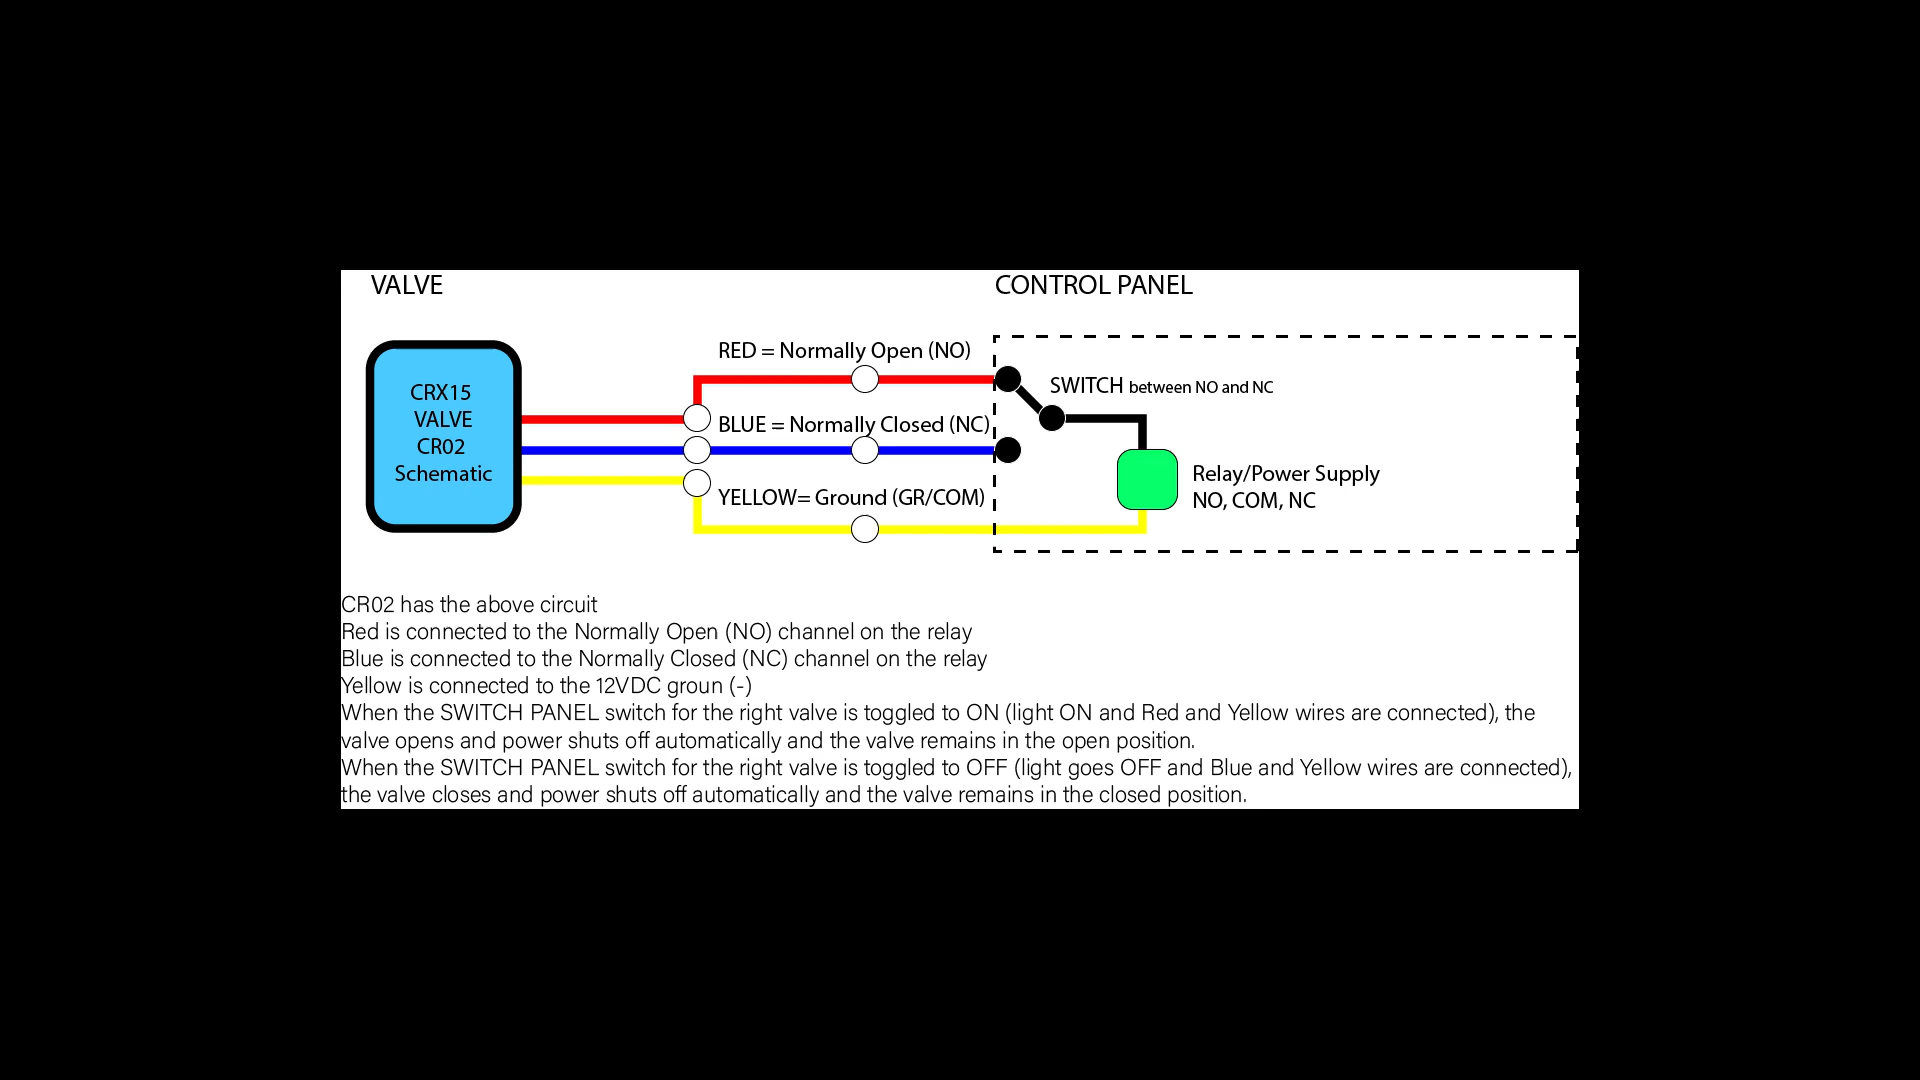 VALVE
CONTROL PANEL
RED = Normally Open (NO)
CRX15
VALVE
CR02
Schematic
SWITCH between NO and NC
BLUE = Normally Closed (NC)
Relay/Power Supply
NO, COM, NC
YELLOW= Ground (GR/COM)
CR02 has the above circuit
Red is connected to the Normally Open (NO) channel on the relay
Blue is connected to the Normally Closed (NC) channel on the relay
Yellow is connected to the 12VDC groun (-)
When the SWITCH PANEL switch for the right valve is toggled to ON (light ON and Red and Yellow wires are connected), the
valve opens and power shuts off automatically and the valve remains in the open position.
When the SWITCH PANEL switch for the right valve is toggled to OFF (light goes OFF and Blue and Yellow wires are connected),
the valve closes and power shuts off automatically and the valve remains in the closed position.